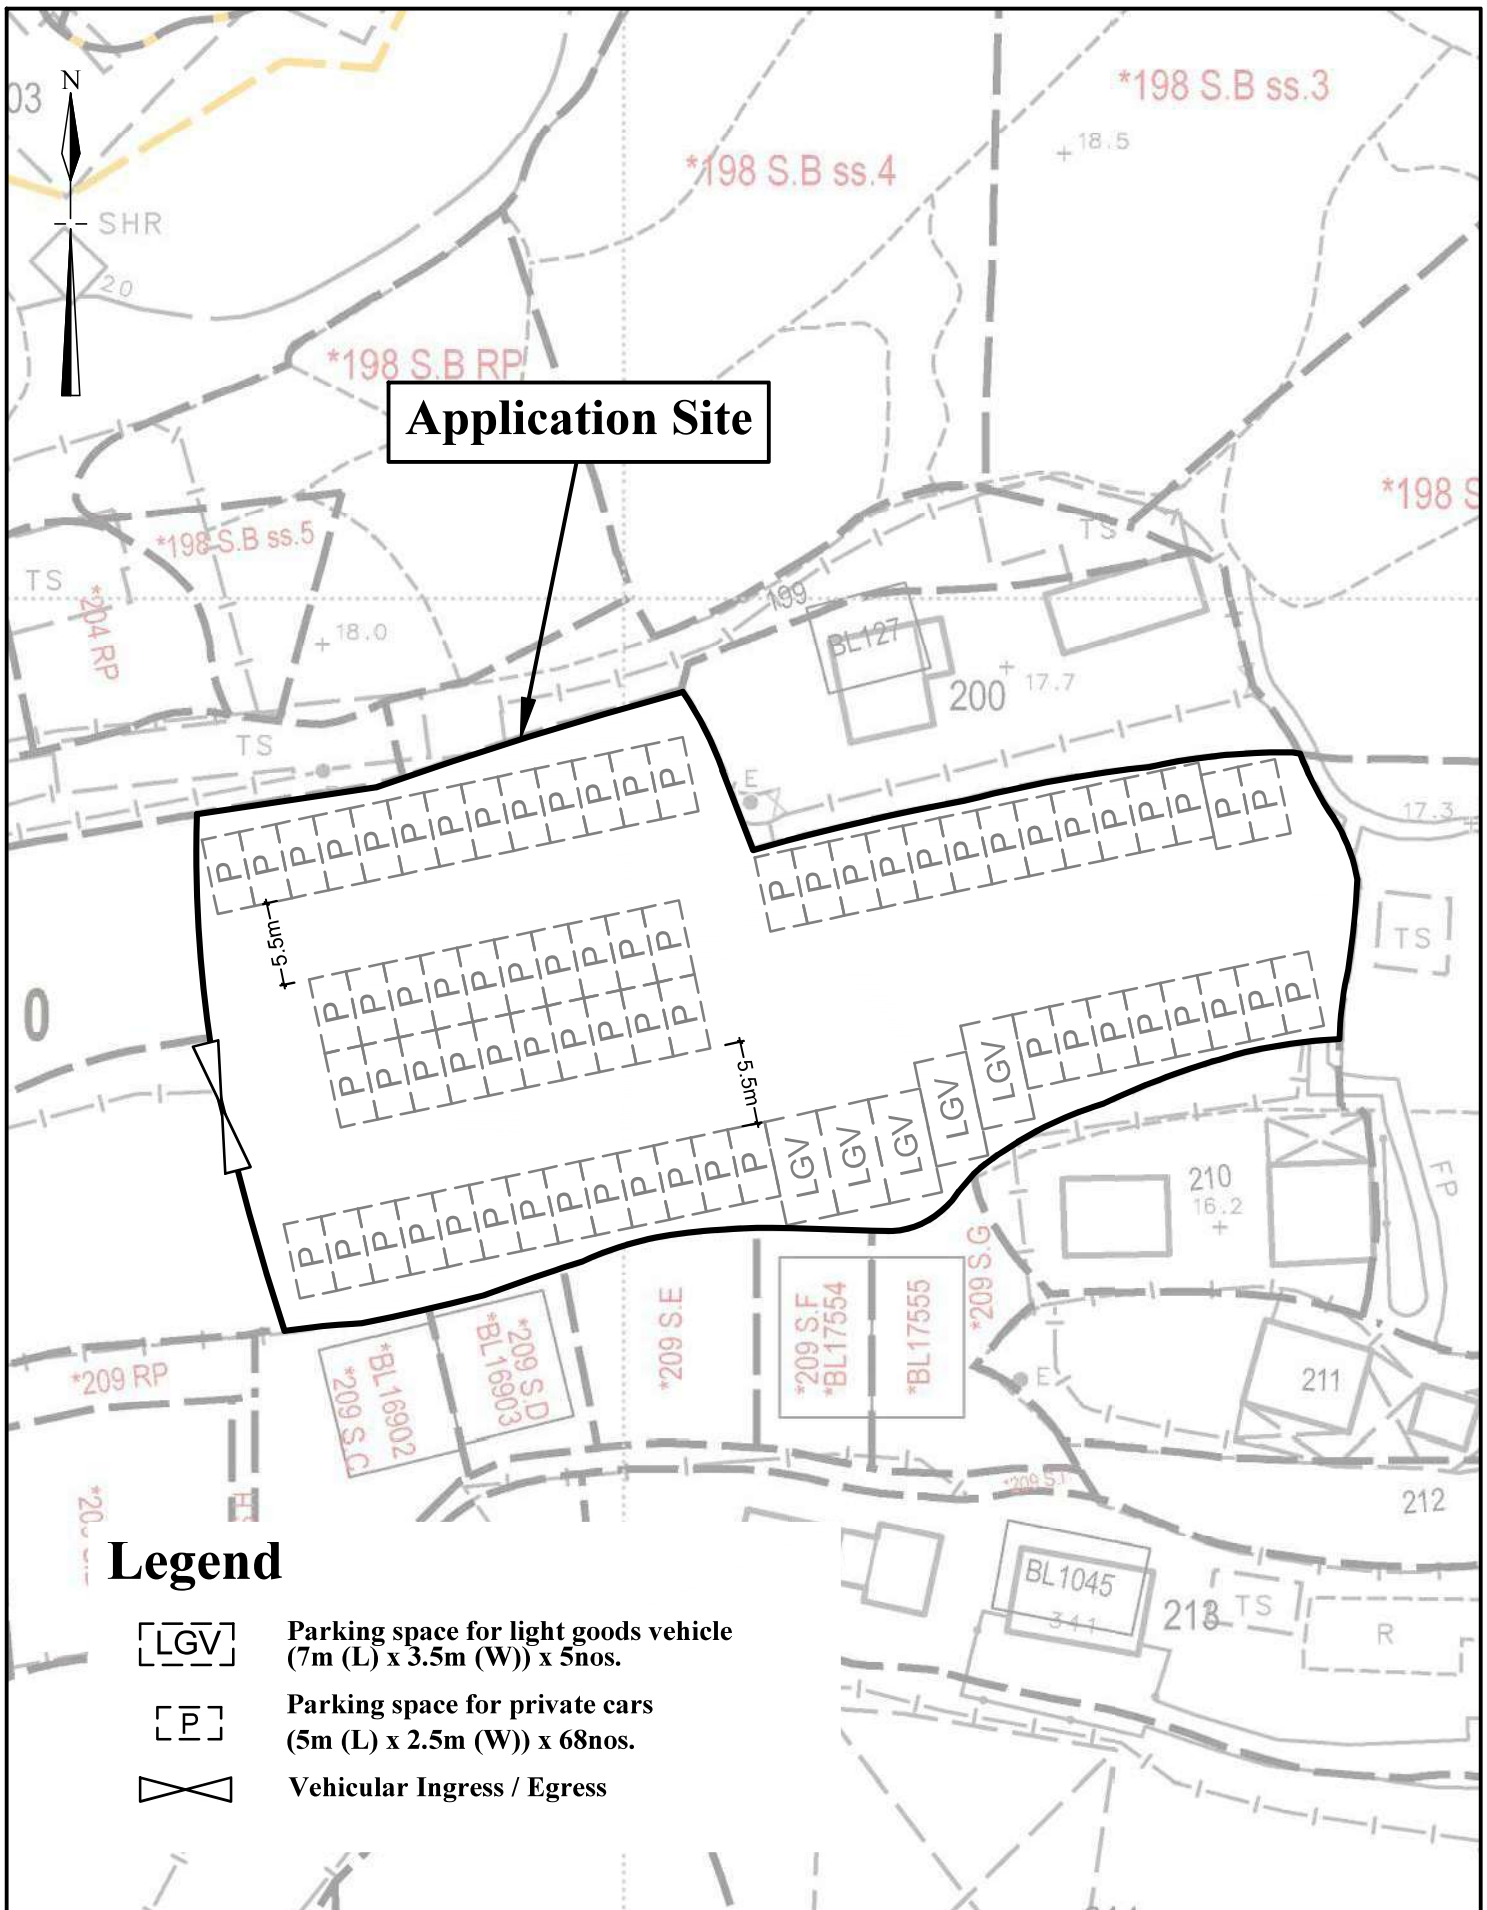 03
N
SHR
20
*198 S.B ss.3
18.5
*198 S.B ss.4
*198 S.B RP
Application Site
*198 S
*198 S.B ss.5
TS
TS
*204 RP
18.0
199
BL127
200
17.7
TS
E
17.3
P P P P P P P P P P P P P
P P P P P P P P P P P P P P
TS
5.5m
P P P P P P P P P P
P P P P P P P P P P
0
5.5m
P P P P P P P P
LGV LGV LGV LGV LGV
P P P P P P P P P P P P P
210
16.2
FP
*209 S.G
*209 S.E
*209 S.F
*BL17554
*BL17555
*209 S.D
*BL16903
*BL16902
*209 S.C
*209 RP
E
211
212
BL1045
341
213
TS
R
Legend
LGV
Parking space for light goods vehicle
(7m (L) x 3.5m (W)) x 5nos.
P
Parking space for private cars
(5m (L) x 2.5m (W)) x 68nos.
Vehicular Ingress / Egress